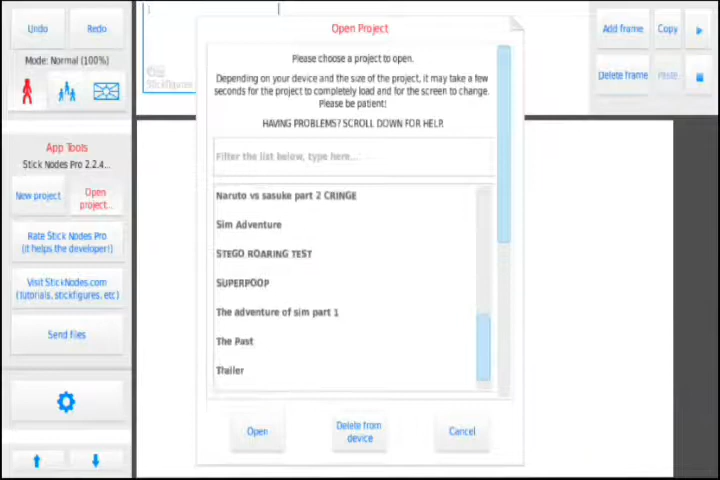 Undo
Redo
Mode: Normal (100%)
App Tools
Stick Nodes Pro 2.2.4...
New project
Open
project...
Rate Stick Nodes Pro
(it helps the developer!)
Visit StickNodes.com
(tutorials, stickfigures, etc)
Send files
Stickfigures
Open Project
Please choose a project to open.
Depending on your device and the size of the project, it may take a few
seconds for the project to completely load and for the screen to change.
Please be patient!
HAVING PROBLEMS? SCROLL DOWN FOR HELP.
Filter the list below, type here...
Naruto vs sasuke part 2 CRINGE
Sim Adventure
STEGO ROARING TEST
SUPERPOOP
The adventure of sim part 1
The Past
Thailer
Open
Delete from
device
Cancel
Add frame
Copy
Delete frame
Paste